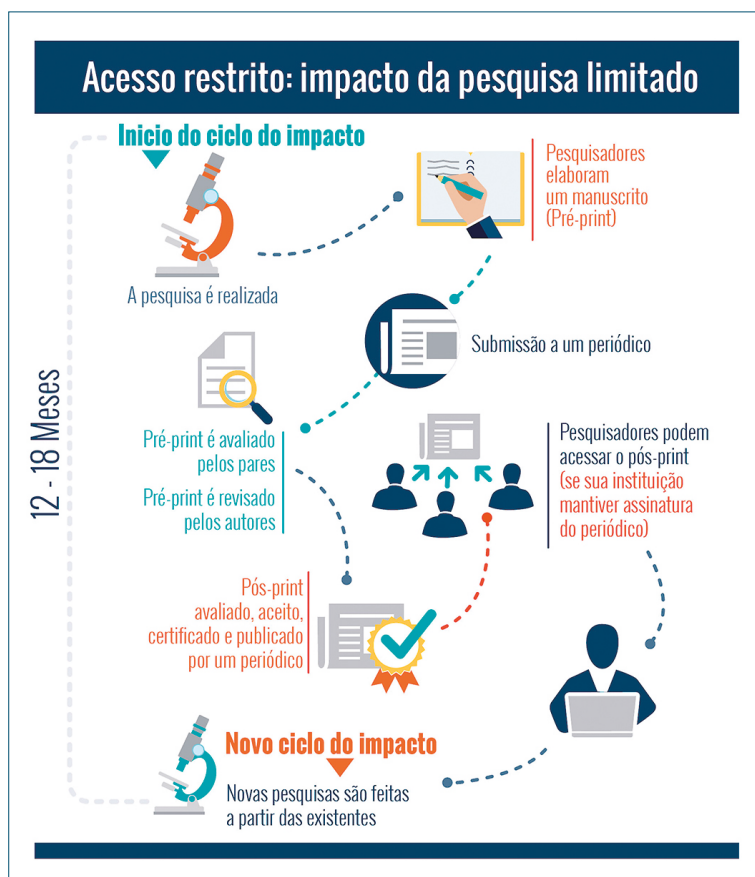 Acesso restrito: impacto da pesquisa limitado
Inicio do ciclo do impacto
Pesquisadores
elaboram
um manuscrito
(Pré-print)
A pesquisa é realizada
Submissão a um periódico
Pré-print é avaliado
pelos pares
Pré-print é revisado
pelos autores
Pesquisadores podem
acessar o pós-print
(se sua instituição
mantiver assinatura
do periódico)
12 - 18 Meses
Pós-print
avaliado, aceito,
certificado e publicado
por um periódico
Novo ciclo do impacto
Novas pesquisas são feitas
a partir das existentes